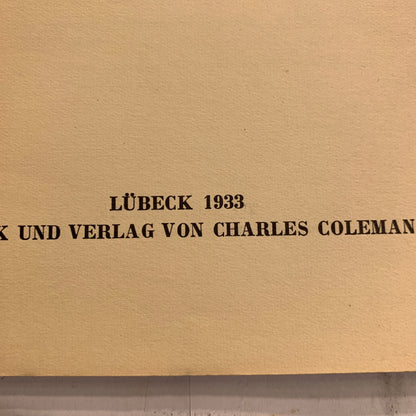 LÜBECK 1933
K UND VERLAG VON CHARLES COLEMAN